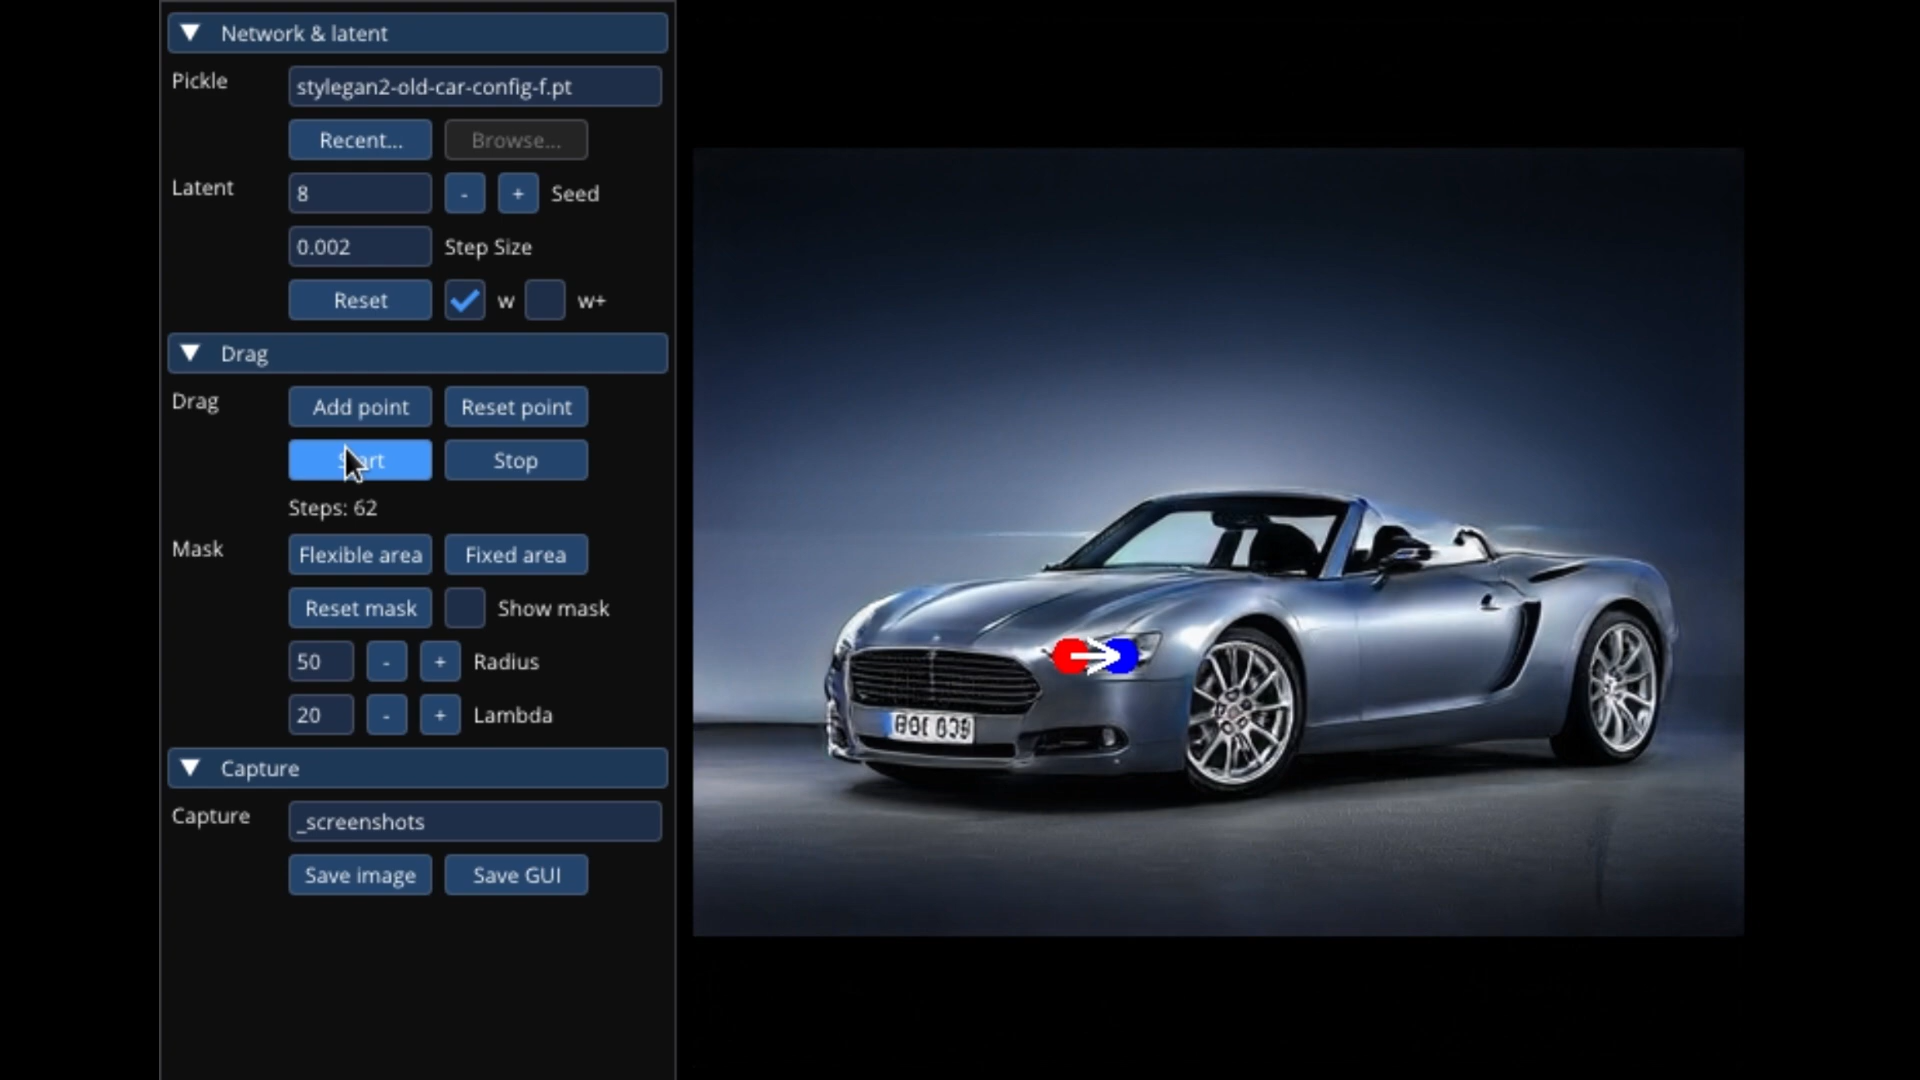 Network & latent
Pickle stylegan2-old-car-config-f.pt
Recent... Browse...
Latent 8 - + Seed
0.002 Step Size
Reset w w+
Drag
Drag Add point Reset point
Stop
Steps: 62
Mask Flexible area Fixed area
Reset mask Show mask
50 - + Radius
20 - + Lambda
Capture
Capture _screenshots
Save image Save GUI